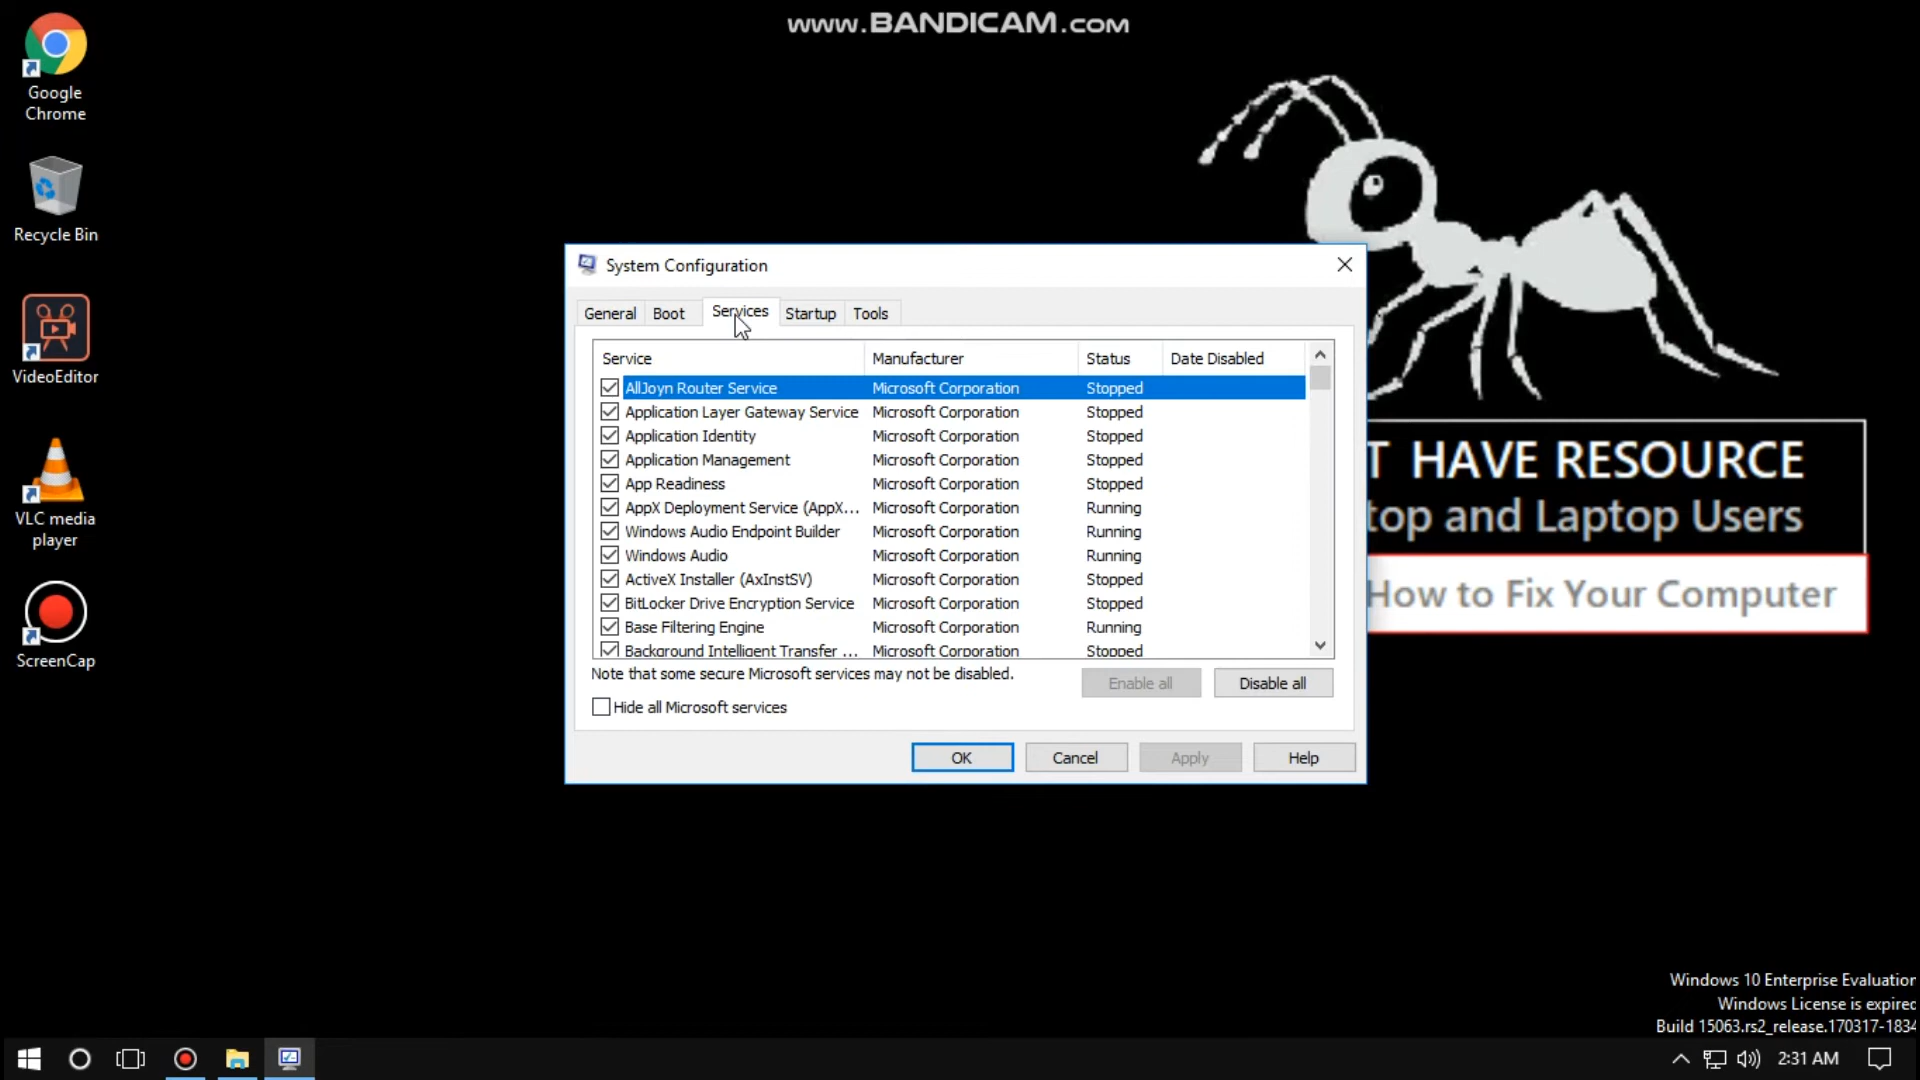 www.BANDICAM.com
Google
Chrome
Recycle Bin
VideoEditor
VLC media
player
ScreenCap
System Configuration
General Boot Services Startup Tools
Service Manufacturer Status Date Disabled
AllJoyn Router Service Microsoft Corporation Stopped
Application Layer Gateway Service Microsoft Corporation Stopped
Application Identity Microsoft Corporation Stopped
Application Management Microsoft Corporation Stopped
App Readiness Microsoft Corporation Stopped
AppX Deployment Service (AppX... Microsoft Corporation Running
Windows Audio Endpoint Builder Microsoft Corporation Running
Windows Audio Microsoft Corporation Running
ActiveX Installer (AxInstSV) Microsoft Corporation Stopped
BitLocker Drive Encryption Service Microsoft Corporation Stopped
Base Filtering Engine Microsoft Corporation Running
Background Intelligent Transfer ... Microsoft Corporation Stopped
Note that some secure Microsoft services may not be disabled.
Enable all Disable all
Hide all Microsoft services
OK Cancel Apply Help
T HAVE RESOURCE
top and Laptop Users
How to Fix Your Computer
Windows 10 Enterprise Evaluation
Windows License is expired
Build 15063.rs2_release.170317-1834
2:31 AM